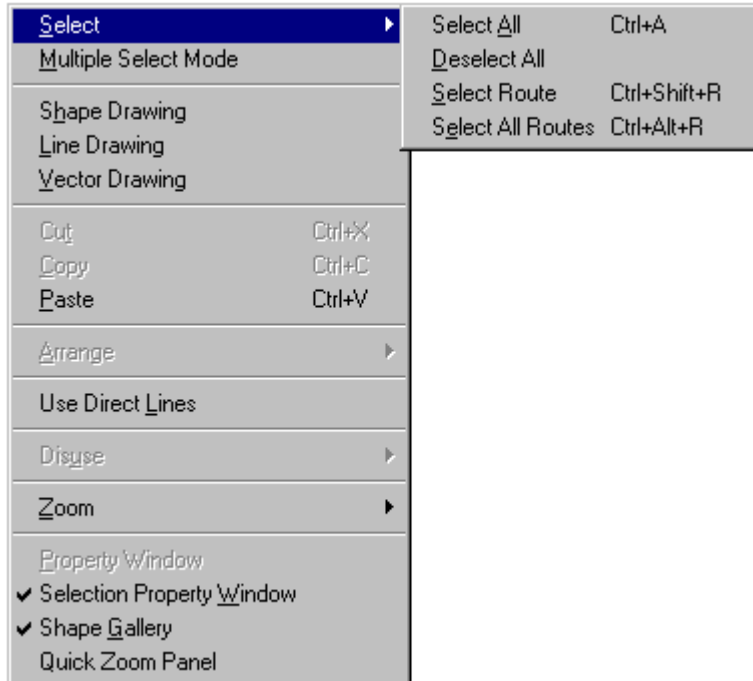 Select
Multiple Select Mode
Shape Drawing
Line Drawing
Vector Drawing
Cut Ctrl+X
Copy Ctrl+C
Paste Ctrl+V
Arrange
Use Direct Lines
Disuse
Zoom
Property Window
Selection Property Window
Shape Gallery
Quick Zoom Panel
Select All Ctrl+A
Deselect All
Select Route Ctrl+Shift+R
Select All Routes Ctrl+Alt+R